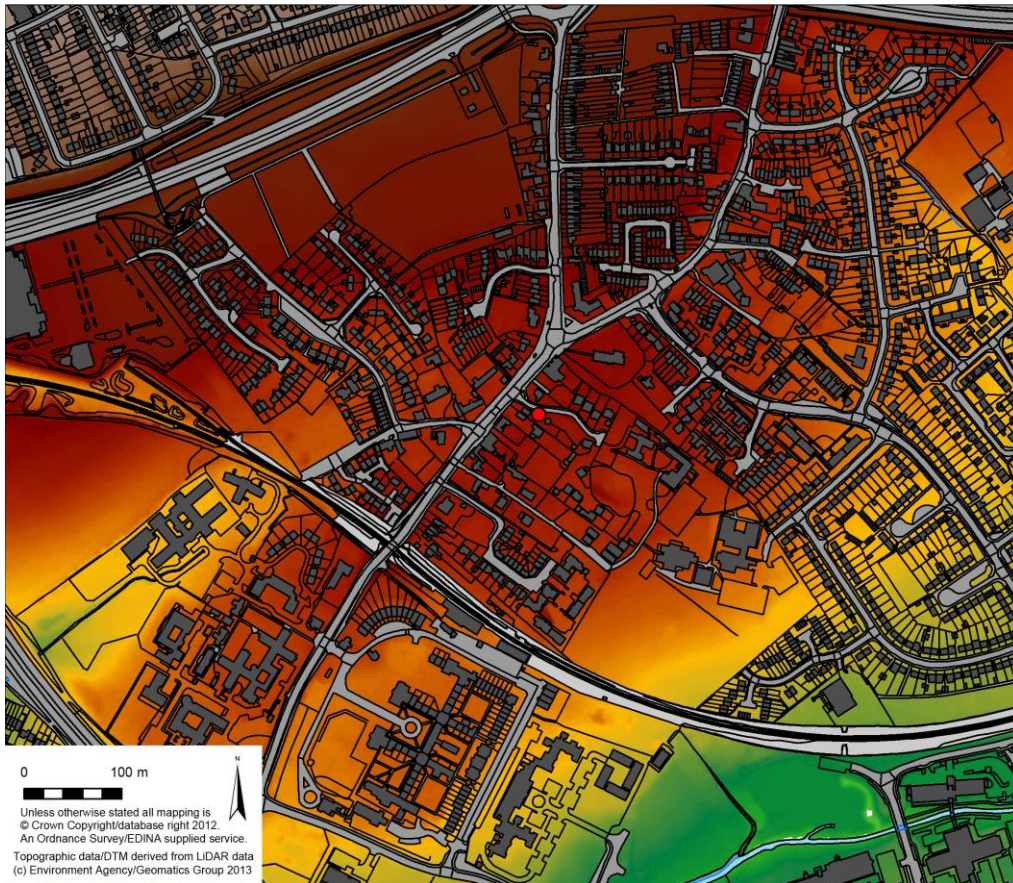 0 100 m
N
Unless otherwise stated all mapping is
© Crown Copyright/database right 2012.
An Ordnance Survey/EDINA supplied service.
Topographic data/DTM derived from LiDAR data
(c) Environment Agency/Geomatics Group 2013